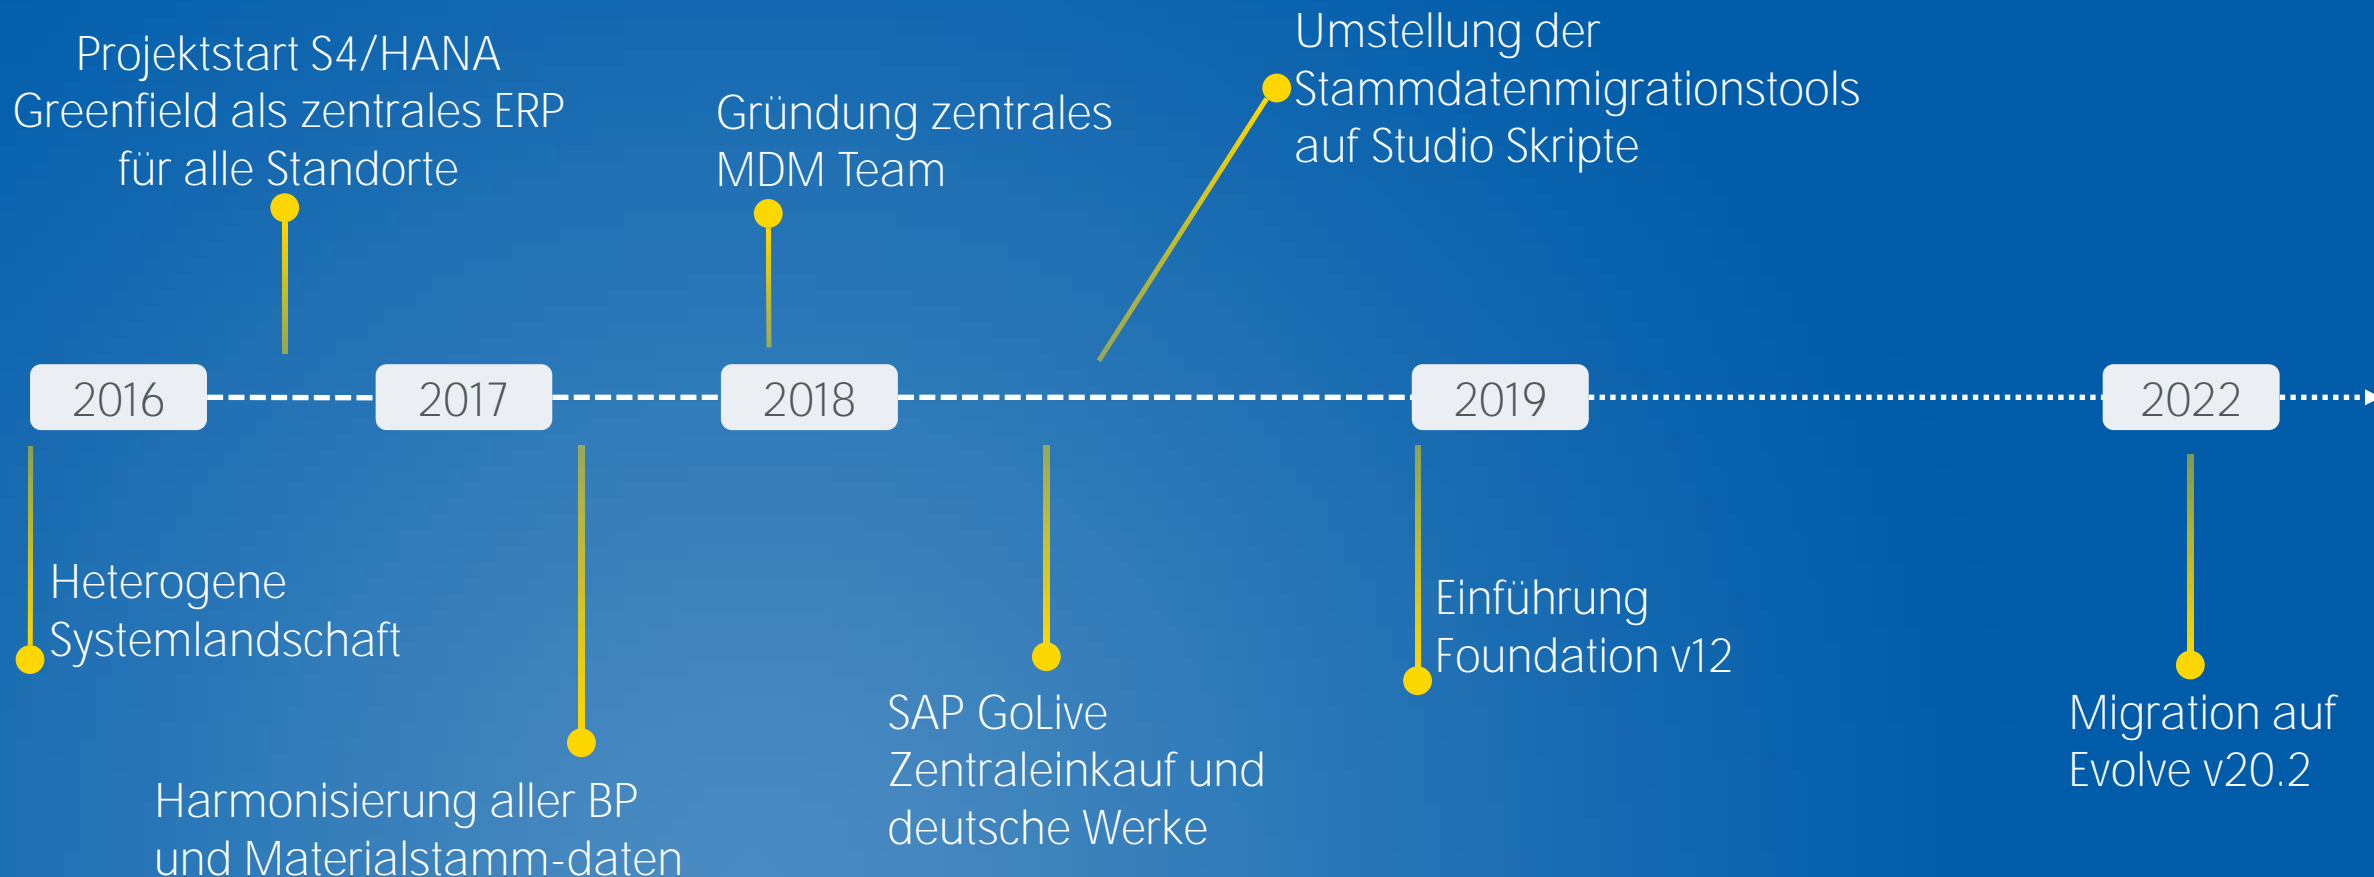 Projektstart S4/HANA
Greenfield als zentrales ERP
für alle Standorte
Gründung zentrales
MDM Team
Umstellung der
Stammdatenmigrationstools
auf Studio Skripte
2016
2017
2018
2019
2022
Heterogene
Systemlandschaft
Harmonisierung aller BP
und Materialstamm-daten
SAP GoLive
Zentraleinkauf und
deutsche Werke
Einführung
Foundation v12
Migration auf
Evolve v20.2